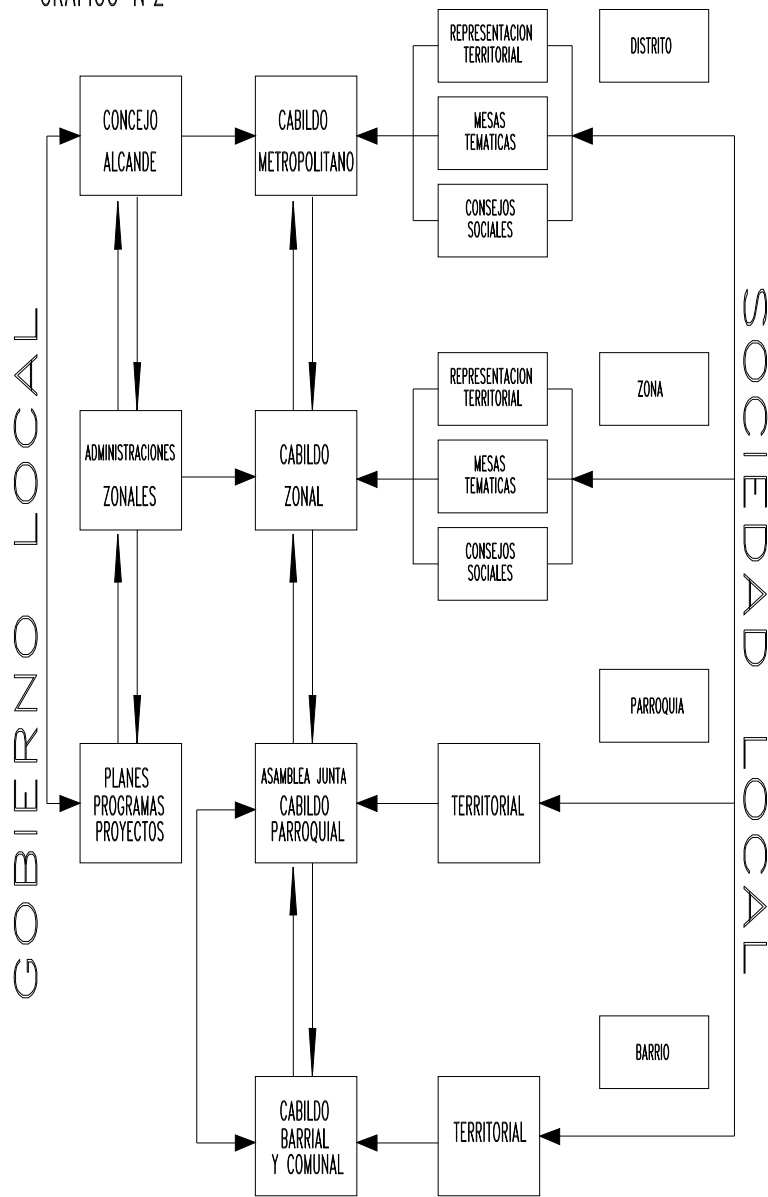 GRAFICO N 2
REPRESENTACION
TERRITORIAL
DISTRITO
CONCEJO
ALCANDE
CABILDO
METROPOLITANO
MESAS
TEMATICAS
CONSEJOS
SOCIALES
GOBIERNO LOCAL
SOCIEDAD LOCAL
REPRESENTACION
TERRITORIAL
ZONA
ADMINISTRACIONES
ZONALES
CABILDO
ZONAL
MESAS
TEMATICAS
CONSEJOS
SOCIALES
PARROQUIA
PLANES
PROGRAMAS
PROYECTOS
ASAMBLEA JUNTA
CABILDO
PARROQUIAL
TERRITORIAL
BARRIO
CABILDO
BARRIAL
Y COMUNAL
TERRITORIAL